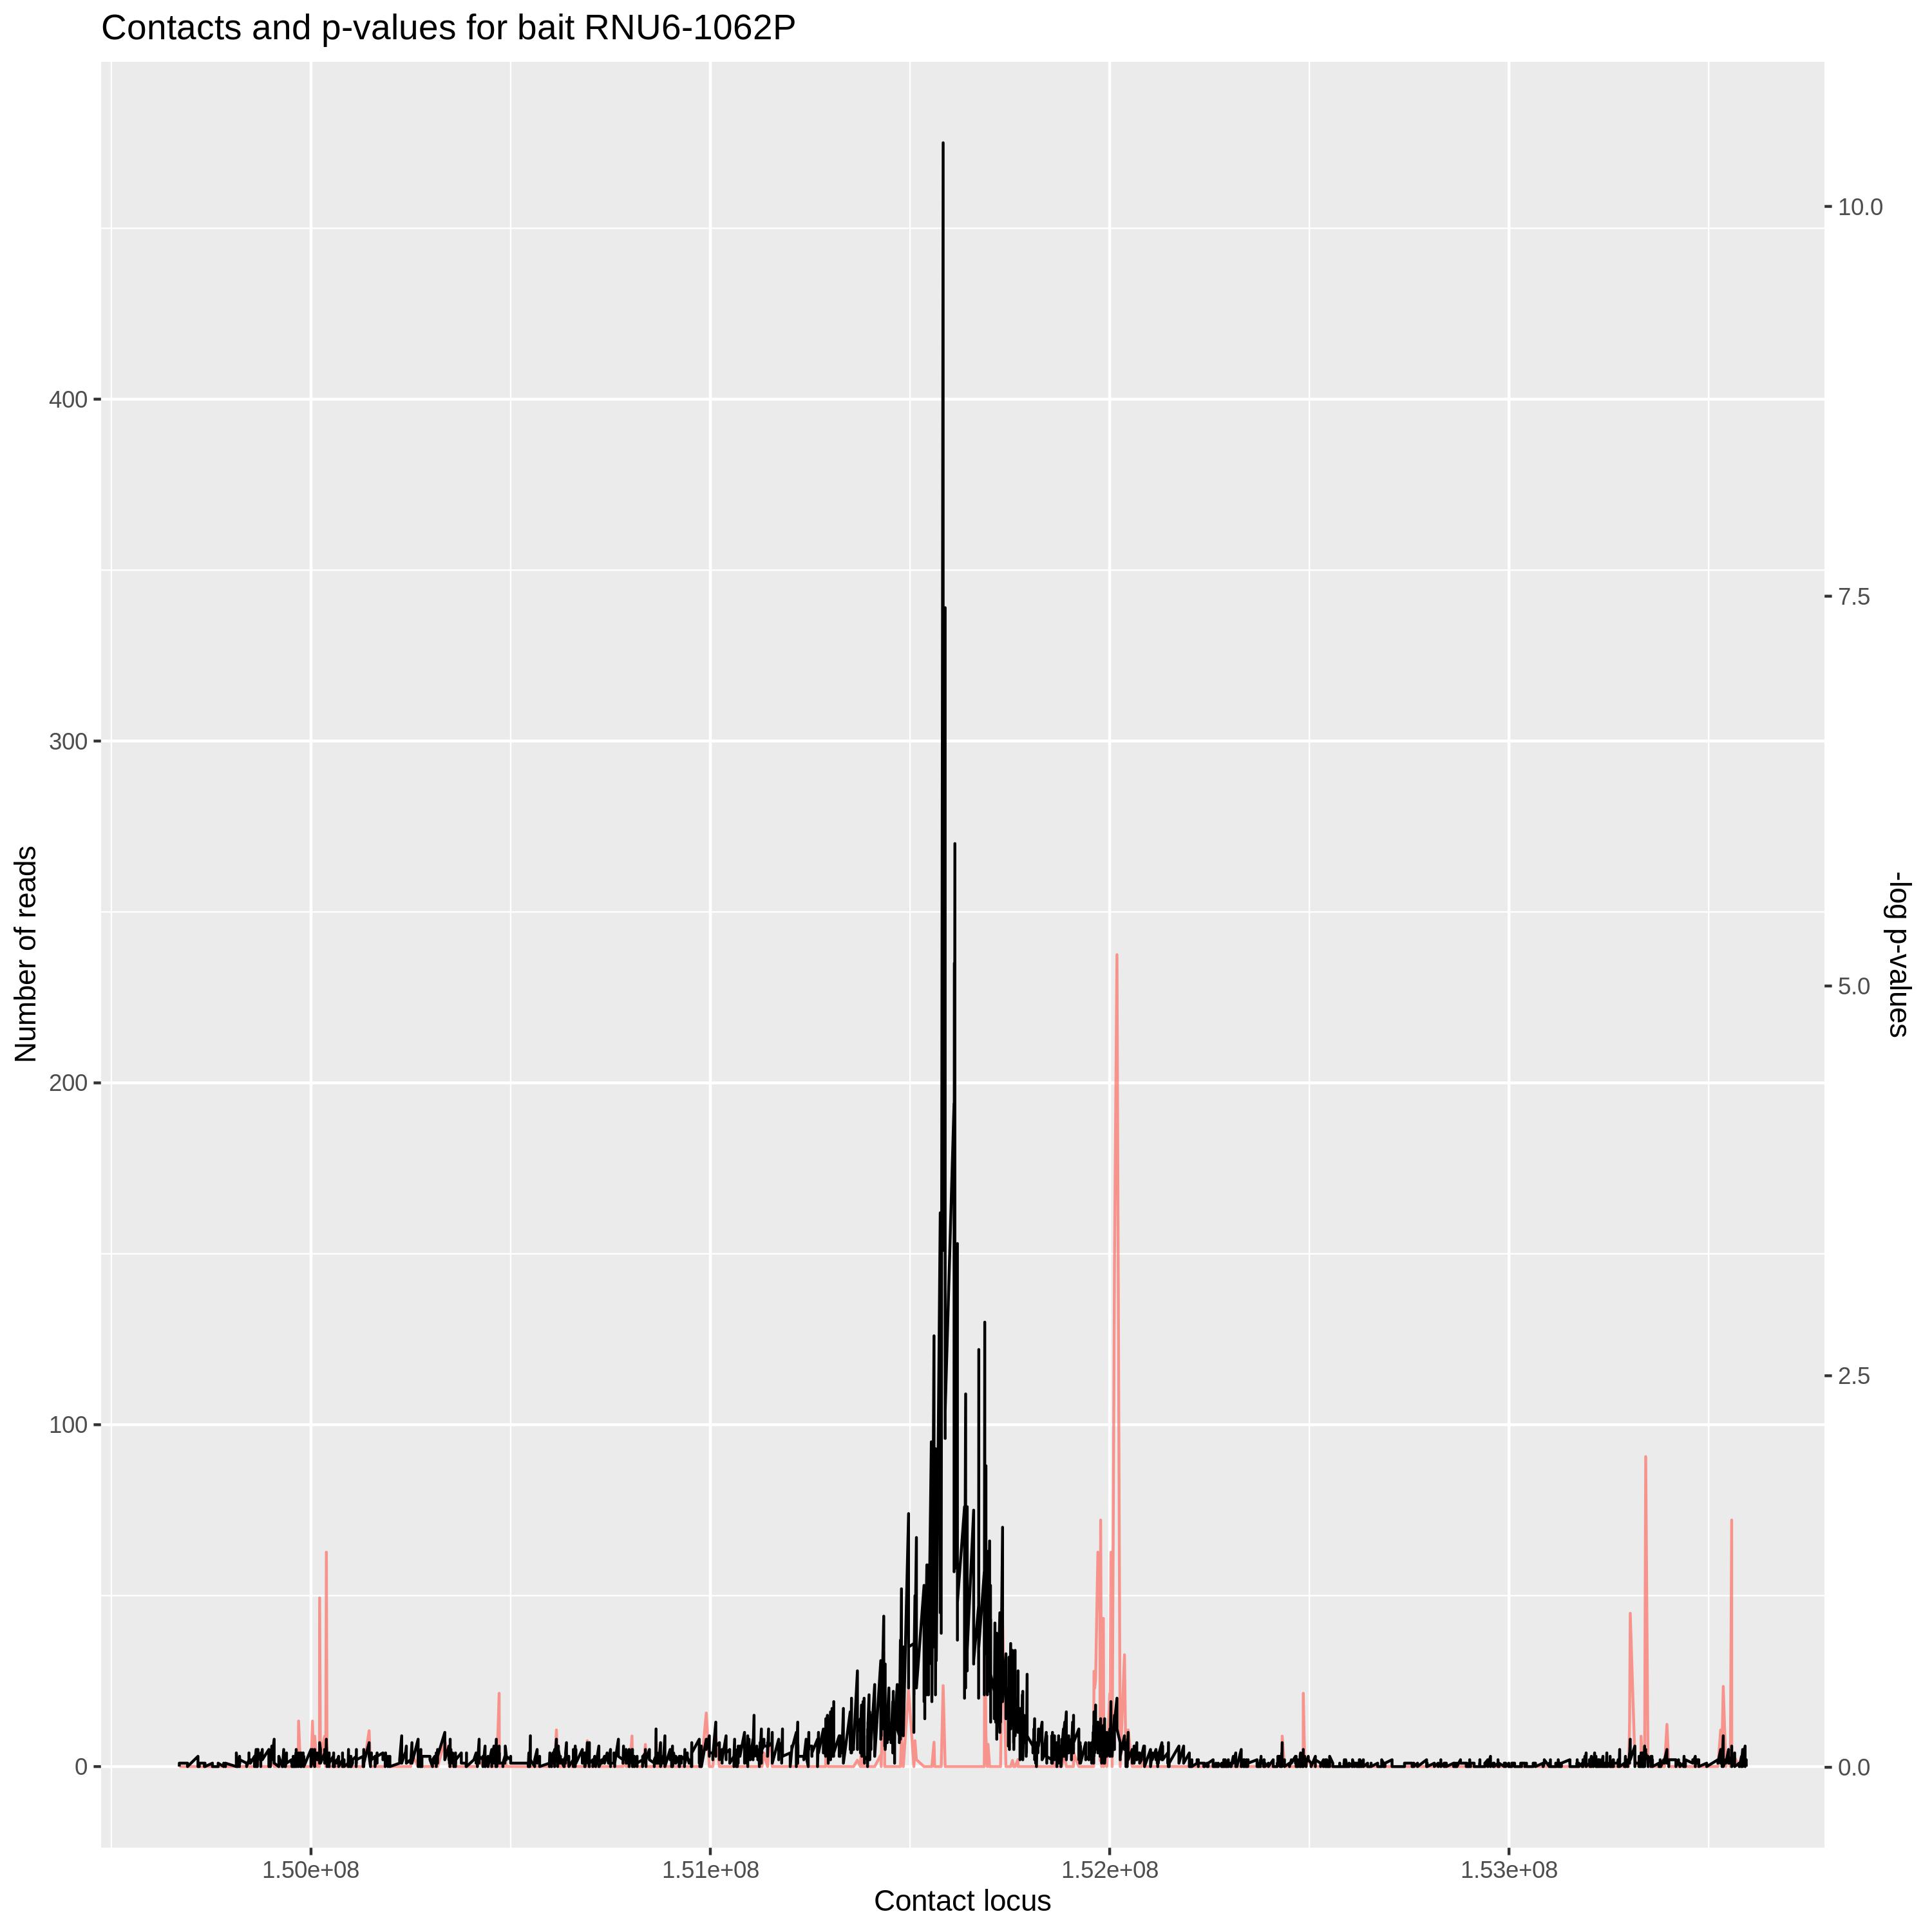 Contacts and p-values for bait RNU6-1062P
10.0
400
7.5
300
Number of reads
-log p-values
5.0
200
2.5
100
0
0.0
1.50e+08
1.51e+08
1.52e+08
1.53e+08
Contact locus